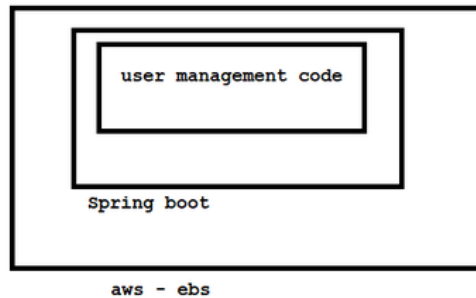 user management code
Spring boot
aws - ebs